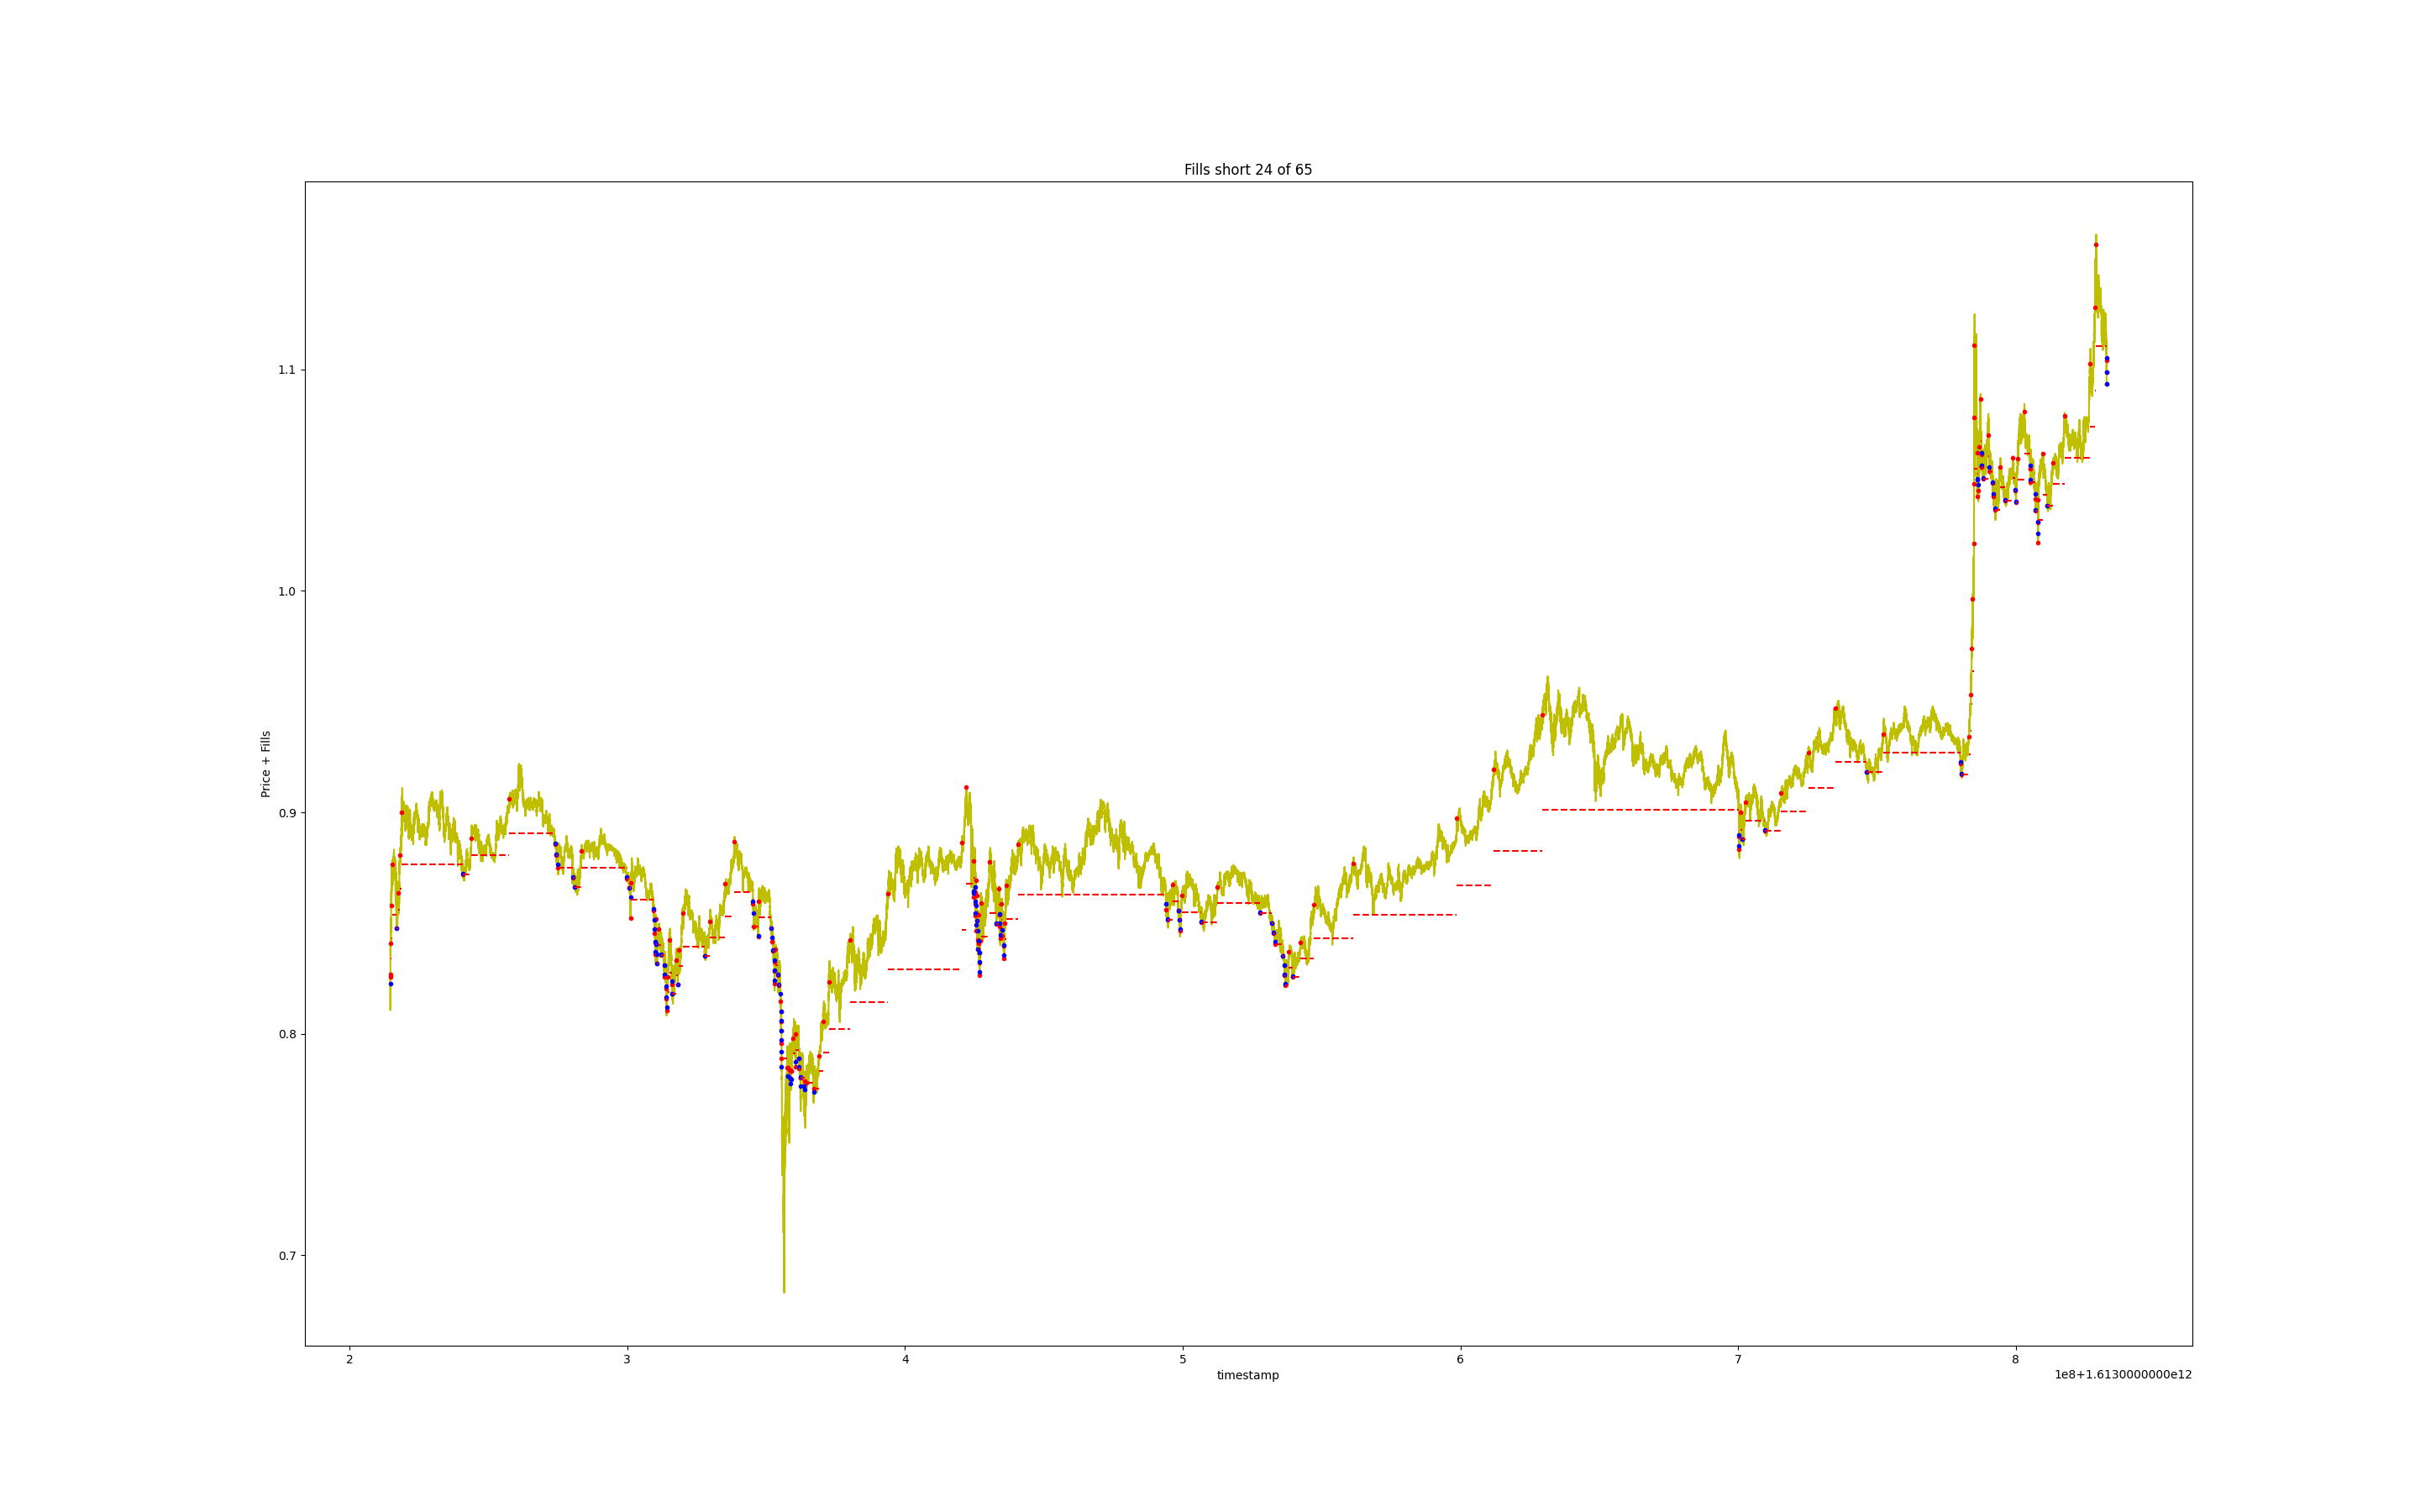 Fills short 24 of 65
Price + Fills
1.1
1.0
0.9
0.8
0.7
2 3 4 5 6 7 8
timestamp
1e8+1.6130000000e12